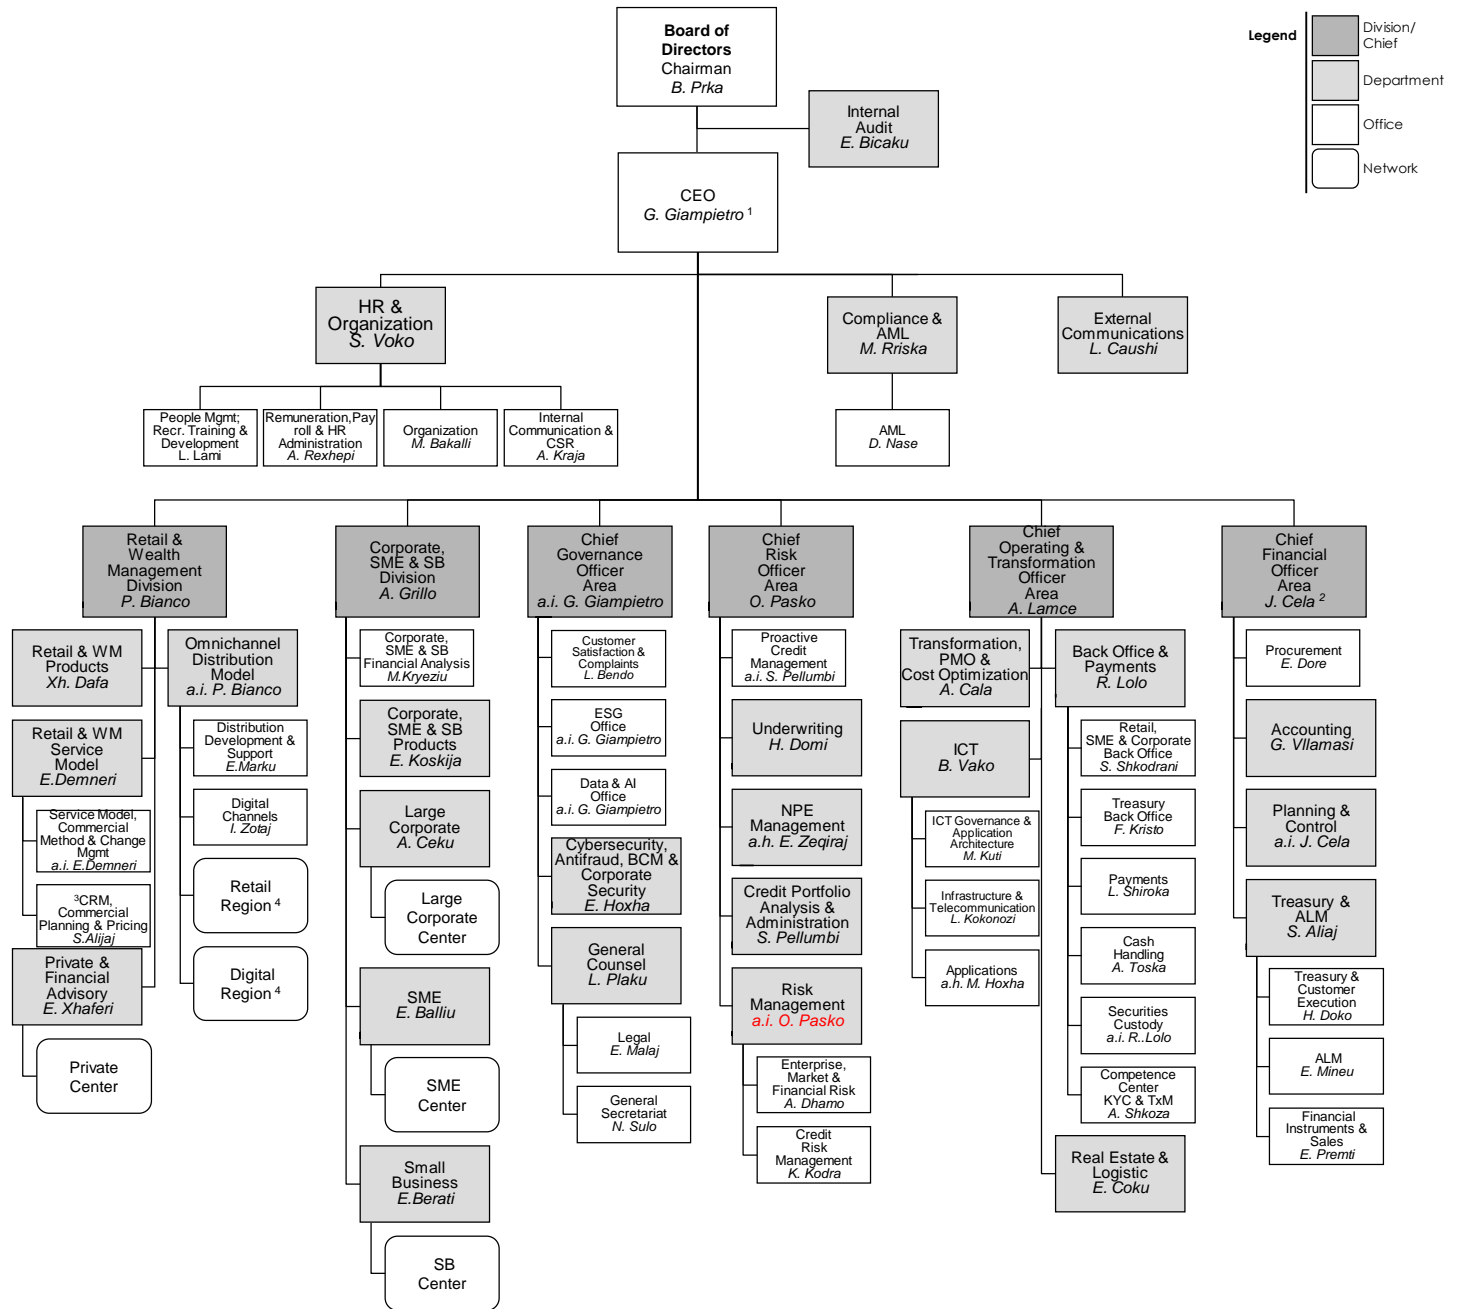 Board of
Directors
Chairman
B. Prka
Legend
Division/
Chief
Department
Office
Network
Internal
Audit
E. Bicaku
CEO
G. Giampietro 1
HR &
Organization
S. Voko
Compliance &
AML
M. Rriska
External
Communications
L. Caushi
People Mgmt;
Recr. Training &
Development
L. Lami
Remuneration,Pay
roll & HR
Administration
A. Rexhepi
Organization
M. Bakalli
Internal
Communication &
CSR
A. Kraja
AML
D. Nase
Retail &
Wealth
Management
Division
P. Bianco
Corporate,
SME & SB
Division
A. Grillo
Chief
Governance
Officer
Area
a.i. G. Giampietro
Chief
Risk
Officer
Area
O. Pasko
Chief
Operating &
Transformation
Officer
Area
A. Lamce
Chief
Financial
Officer
Area
J. Cela 2
Retail & WM
Products
Xh. Dafa
Omnichannel
Distribution
Model
a.i. P. Bianco
Retail & WM
Service
Model
E.Demneri
Distribution
Development &
Support
E.Marku
Service Model,
Commercial
Method & Change
Mgmt
a.i. E.Demneri
Digital
Channels
I. Zotaj
3CRM,
Commercial
Planning & Pricing
S.Alijaj
Retail
Region 4
Private &
Financial
Advisory
E. Xhaferi
Digital
Region 4
Private
Center
Corporate,
SME & SB
Financial Analysis
M.Kryeziu
Corporate,
SME & SB
Products
E. Koskija
Large
Corporate
A. Ceku
Large
Corporate
Center
SME
E. Balliu
SME
Center
Small
Business
E.Berati
SB
Center
Customer
Satisfaction &
Complaints
L. Bendo
ESG
Office
a.i. G. Giampietro
Data & AI
Office
a.i. G. Giampietro
Cybersecurity,
Antifraud, BCM &
Corporate
Security
E. Hoxha
General
Counsel
L. Plaku
Legal
E. Malaj
General
Secretariat
N. Sulo
Proactive
Credit
Management
a.i. S. Pellumbi
Underwriting
H. Domi
NPE
Management
a.h. E. Zeqiraj
Credit Portfolio
Analysis &
Administration
S. Pellumbi
Risk
Management
a.i. O. Pasko
Enterprise,
Market &
Financial Risk
A. Dhamo
Credit
Risk
Management
K. Kodra
Transformation,
PMO &
Cost Optimization
A. Cala
Back Office &
Payments
R. Lolo
ICT
B. Vako
Retail,
SME & Corporate
Back Office
S. Shkodrani
ICT Governance &
Application
Architecture
M. Kuti
Treasury
Back Office
F. Kristo
Infrastructure &
Telecommunication
L. Kokonozi
Payments
L. Shiroka
Applications
a.h. M. Hoxha
Cash
Handling
A. Toska
Securities
Custody
a.i. R..Lolo
Competence
Center
KYC & TxM
A. Shkoza
Real Estate &
Logistic
E. Coku
Procurement
E. Dore
Accounting
G. Vllamasi
Planning &
Control
a.i. J. Cela
Treasury &
ALM
S. Aliaj
Treasury &
Customer
Execution
H. Doko
ALM
E. Mineu
Financial
Instruments &
Sales
E. Premti